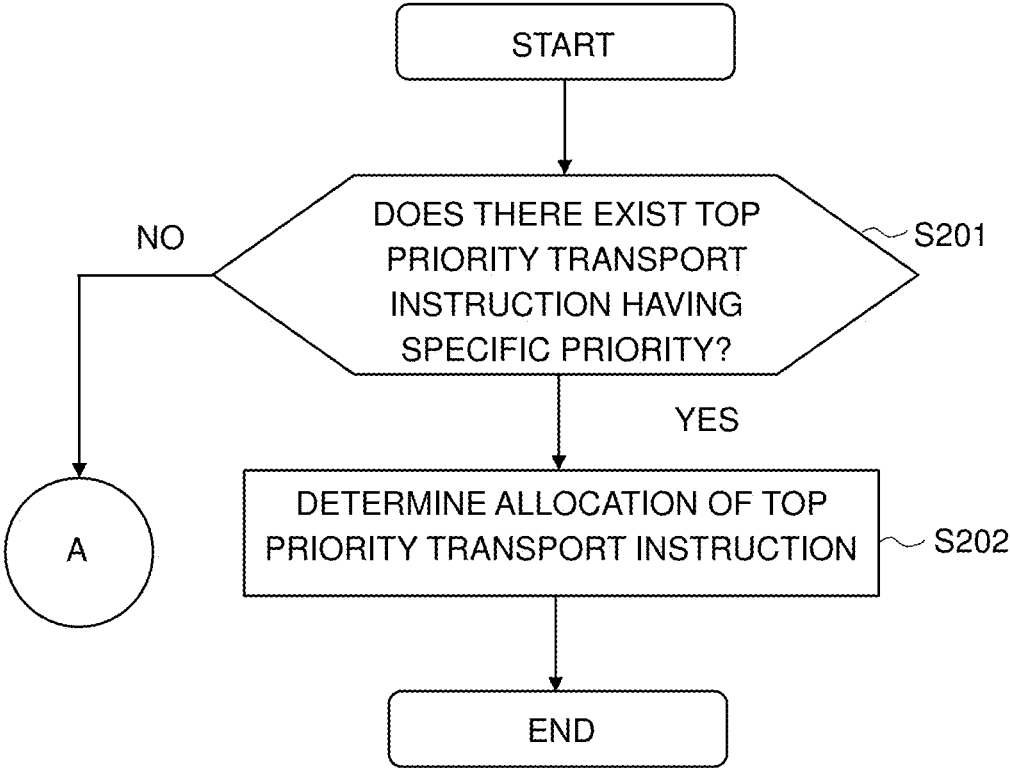 START
DOES THERE EXIST TOP
PRIORITY TRANSPORT
INSTRUCTION HAVING
SPECIFIC PRIORITY?
S201
NO
YES
A
DETERMINE ALLOCATION OF TOP
PRIORITY TRANSPORT INSTRUCTION
S202
END